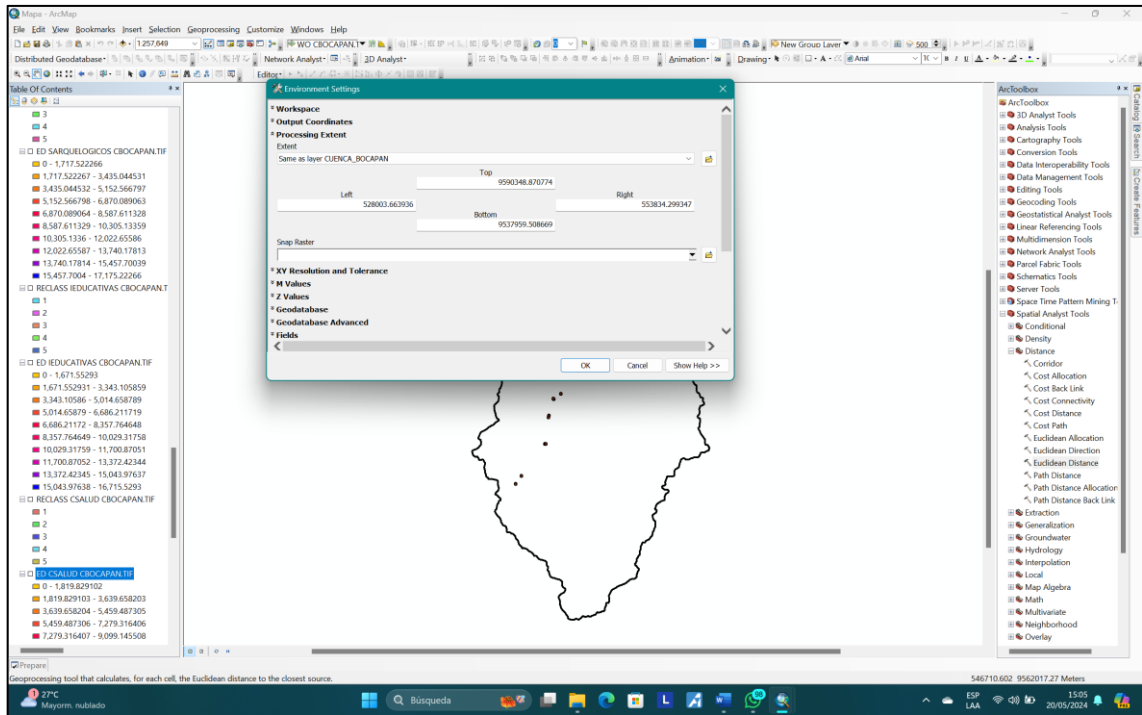 Mapa - ArcMap
File Edit View Bookmarks Insert Selection Geoprocessing Customize Windows Help
1:257,649
WO CBOCAPAN.T
New Group Layer
500
Distributed Geodatabase
Network Analyst
3D Analyst
Animation
Drawing
Arial
10
B I U A
Editor
Table Of Contents
3
4
5
ED SARQUELOGICOS CBOCAPAN.TIF
0 - 1,717.522266
1,717.522267 - 3,435.044531
3,435.044532 - 5,152.566797
5,152.566798 - 6,870.089063
6,870.089064 - 8,587.611328
8,587.611329 - 10,305.13359
10,305.1336 - 12,022.65586
12,022.65587 - 13,740.17813
13,740.17814 - 15,457.70039
15,457.7004 - 17,175.22266
RECLASS IEDUCATIVAS CBOCAPAN.T
1
2
3
4
5
ED IEDUCATIVAS CBOCAPAN.TIF
0 - 1,671.55293
1,671.552931 - 3,343.105859
3,343.10586 - 5,014.658789
5,014.65879 - 6,686.211719
6,686.21172 - 8,357.764648
8,357.764649 - 10,029.31758
10,029.31759 - 11,700.87051
11,700.87052 - 13,372.42344
13,372.42345 - 15,043.97637
15,043.97638 - 16,715.5293
RECLASS CSALUD CBOCAPAN.TIF
1
2
3
4
5
ED CSALUD CBOCAPAN.TIF
0 - 1,819.829102
1,819.829103 - 3,639.658203
3,639.658204 - 5,459.487305
5,459.487306 - 7,279.316406
7,279.316407 - 9,099.145508
Environment Settings
Workspace
Output Coordinates
Processing Extent
Extent
Same as layer CUENCA_BOCAPAN
Top
9590348.870774
Left
Right
528003.663936
553834.299347
Bottom
9537959.508669
Snap Raster
XY Resolution and Tolerance
M Values
Z Values
Geodatabase
Geodatabase Advanced
Fields
OK
Cancel
Show Help >>
ArcToolbox
ArcToolbox
3D Analyst Tools
Analysis Tools
Cartography Tools
Conversion Tools
Data Interoperability Tools
Data Management Tools
Editing Tools
Geocoding Tools
Geostatistical Analyst Tools
Linear Referencing Tools
Multidimension Tools
Network Analyst Tools
Parcel Fabric Tools
Schematics Tools
Server Tools
Space Time Pattern Mining T
Spatial Analyst Tools
Conditional
Density
Distance
Corridor
Cost Allocation
Cost Back Link
Cost Connectivity
Cost Distance
Cost Path
Euclidean Allocation
Euclidean Direction
Euclidean Distance
Path Distance
Path Distance Allocation
Path Distance Back Link
Extraction
Generalization
Groundwater
Hydrology
Interpolation
Local
Map Algebra
Math
Multivariate
Neighborhood
Overlay
Catalog
Search
Create Features
Prepare
Geoprocessing tool that calculates, for each cell, the Euclidean distance to the closest source.
546710.602 9562017.27 Meters
1
27°C
Mayorm. nublado
Búsqueda
L
98
ESP
LAA
15:05
20/05/2024